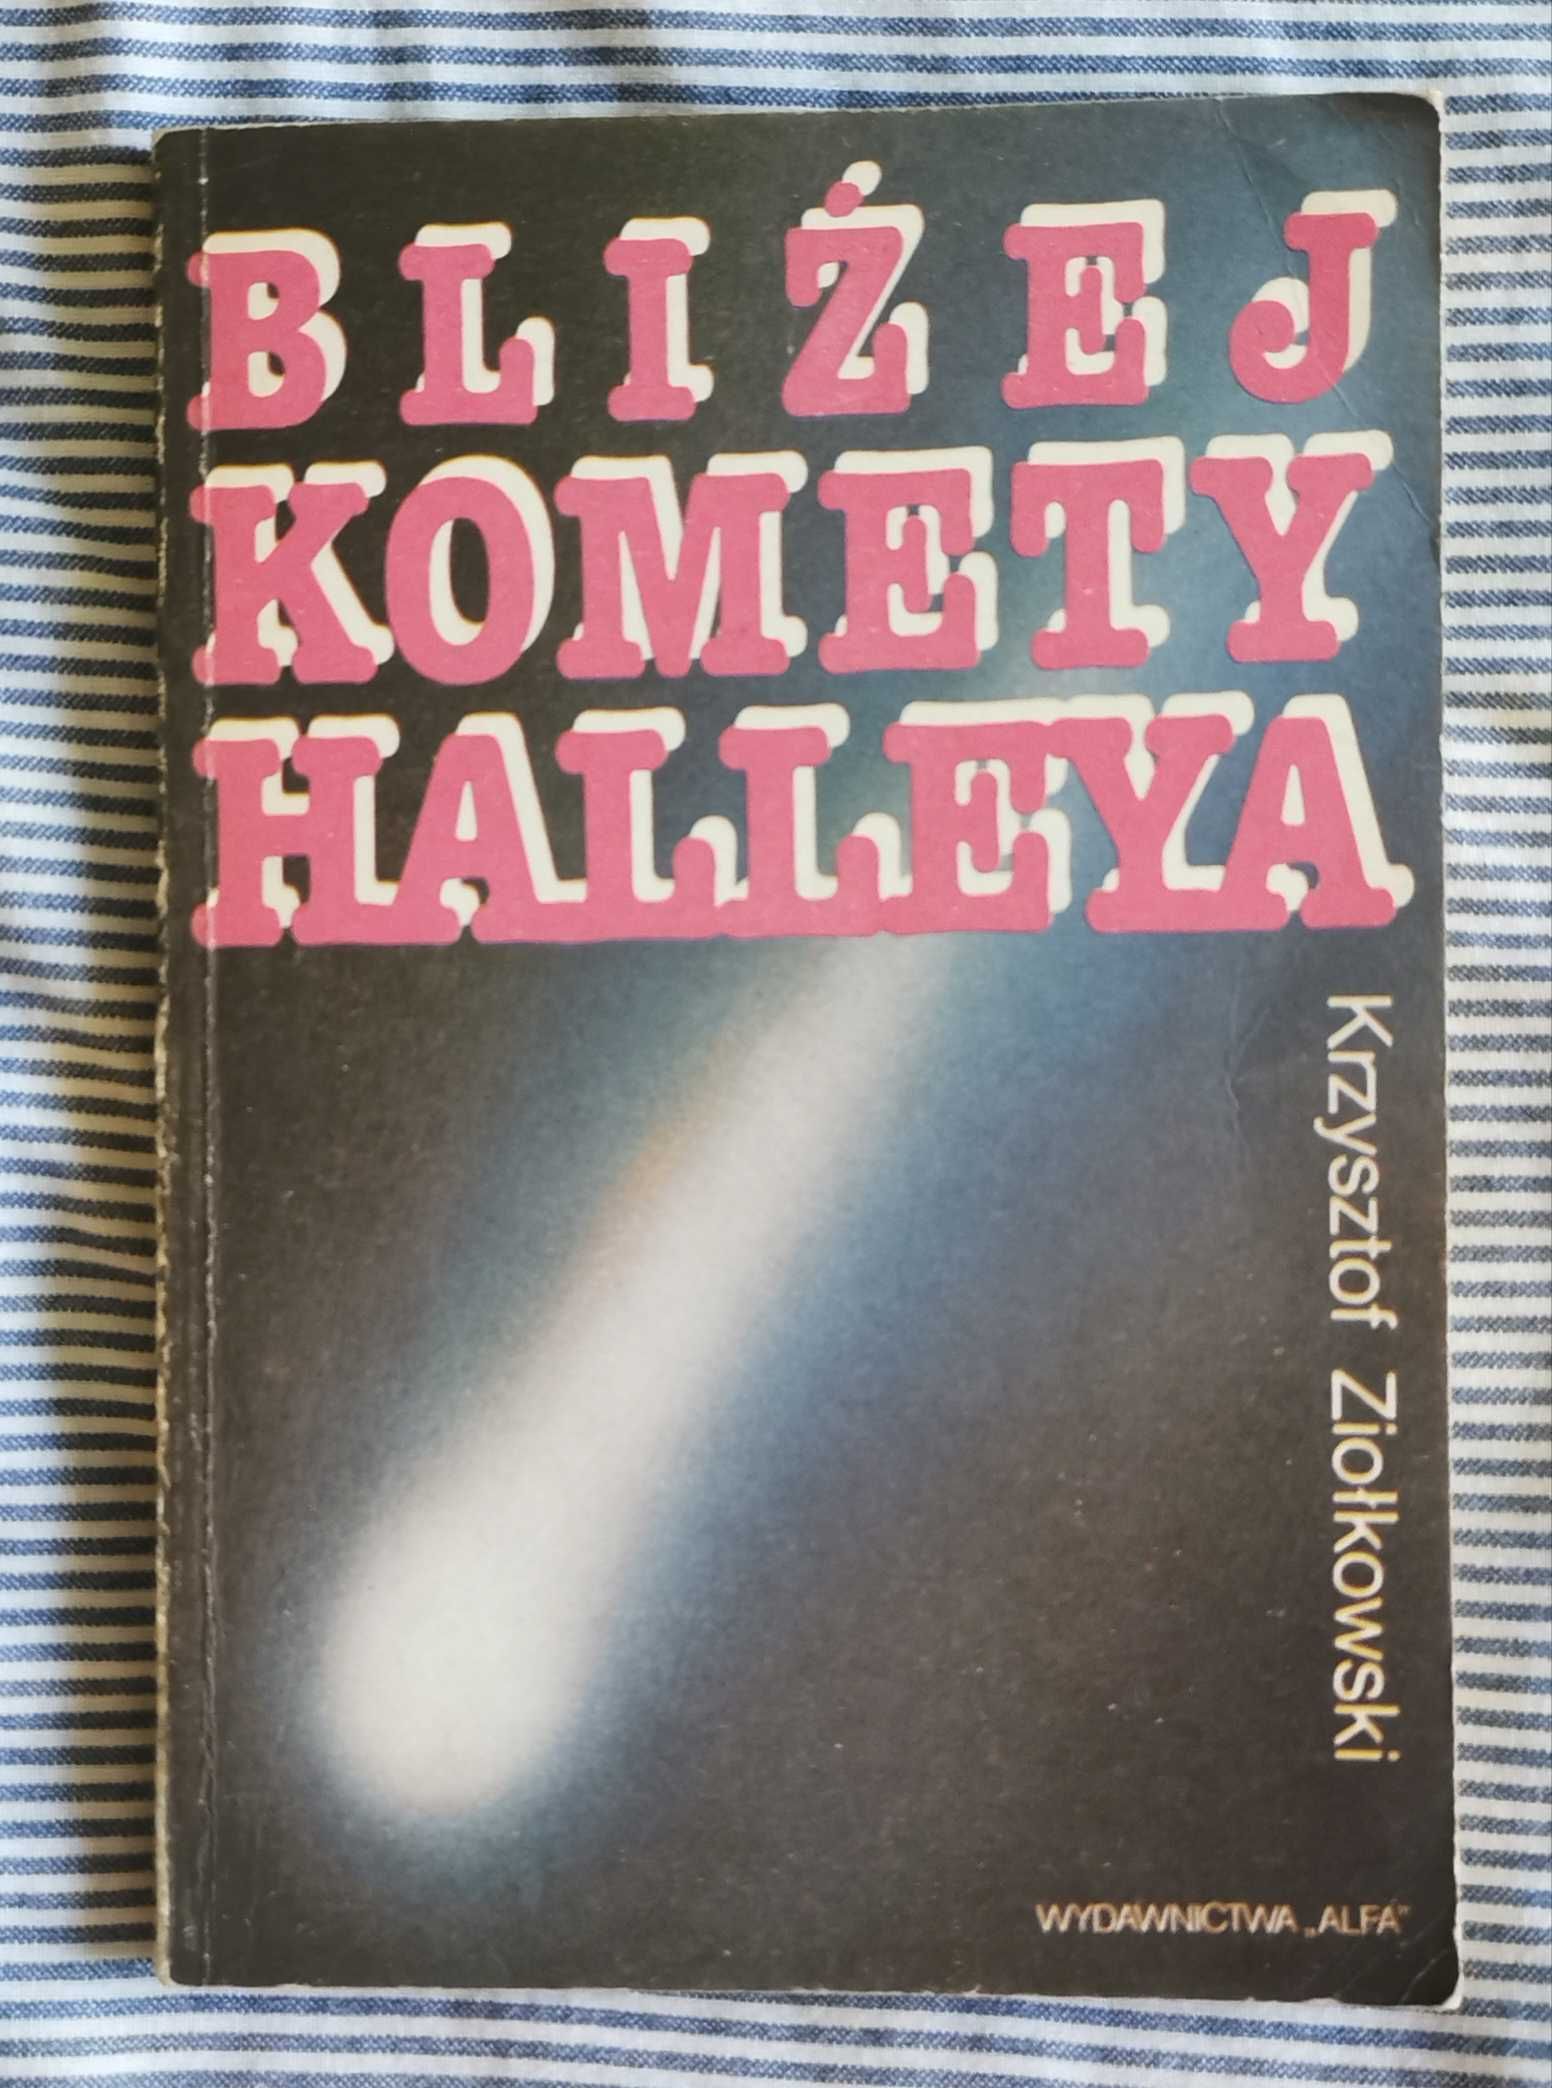 BLIŻEJ
KOMETY
HALLEYA
Krzysztof Ziołkowski
WYDAWNICTWA „ALFA”